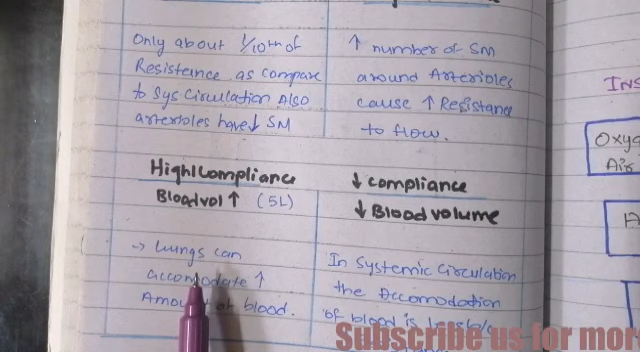 Only about 1/10th of
Resistance as compare
to Sys Circulation Also
arterioles have ↓ SM
↑ number of SM
around Arterioles
cause ↑ Resistance
to flow.
High Compliance
Blood vol ↑ (5L)
→ Lungs can
accomodate ↑
Amount of blood.
↓ compliance
↓ Blood volume
In Systemic Circulation
the Accomodation
of blood is
INS
Oxyg
Air
A
Subscribe us for mor